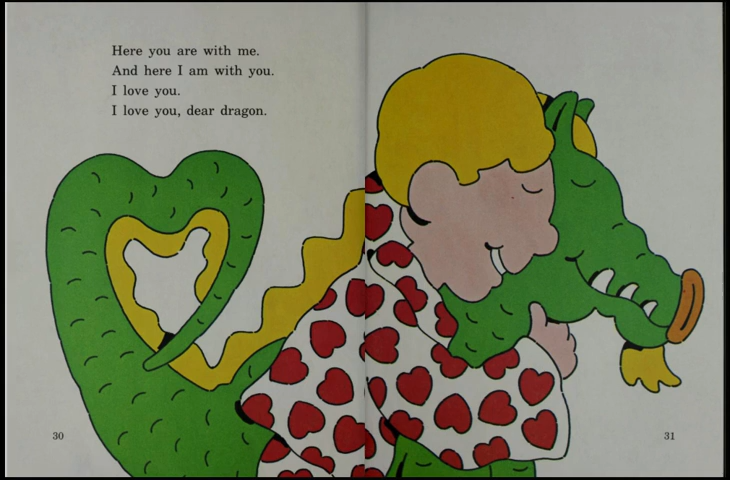 Here you are with me.
And here I am with you.
I love you.
I love you, dear dragon.
30
31